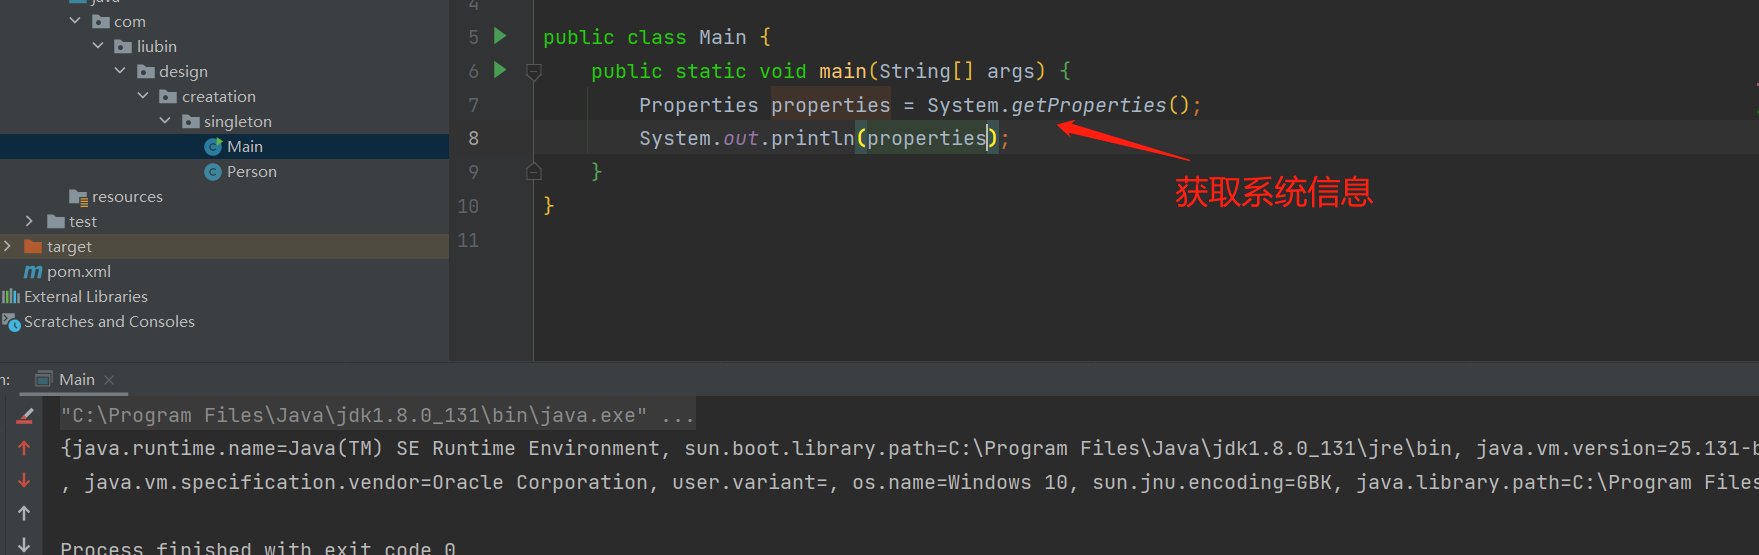 java
com
liubin
design
creatation
singleton
Main
Person
resources
test
target
pom.xml
External Libraries
Scratches and Consoles
4
5 public class Main {
6 public static void main(String[] args) {
7 Properties properties = System.getProperties();
8 System.out.println(properties);
9 }
10 }
11
获取系统信息
Main
"C:\Program Files\Java\jdk1.8.0_131\bin\java.exe" ...
{java.runtime.name=Java(TM) SE Runtime Environment, sun.boot.library.path=C:\Program Files\Java\jdk1.8.0_131\jre\bin, java.vm.version=25.131-b
, java.vm.specification.vendor=Oracle Corporation, user.variant=, os.name=Windows 10, sun.jnu.encoding=GBK, java.library.path=C:\Program Files
Process finished with exit code 0